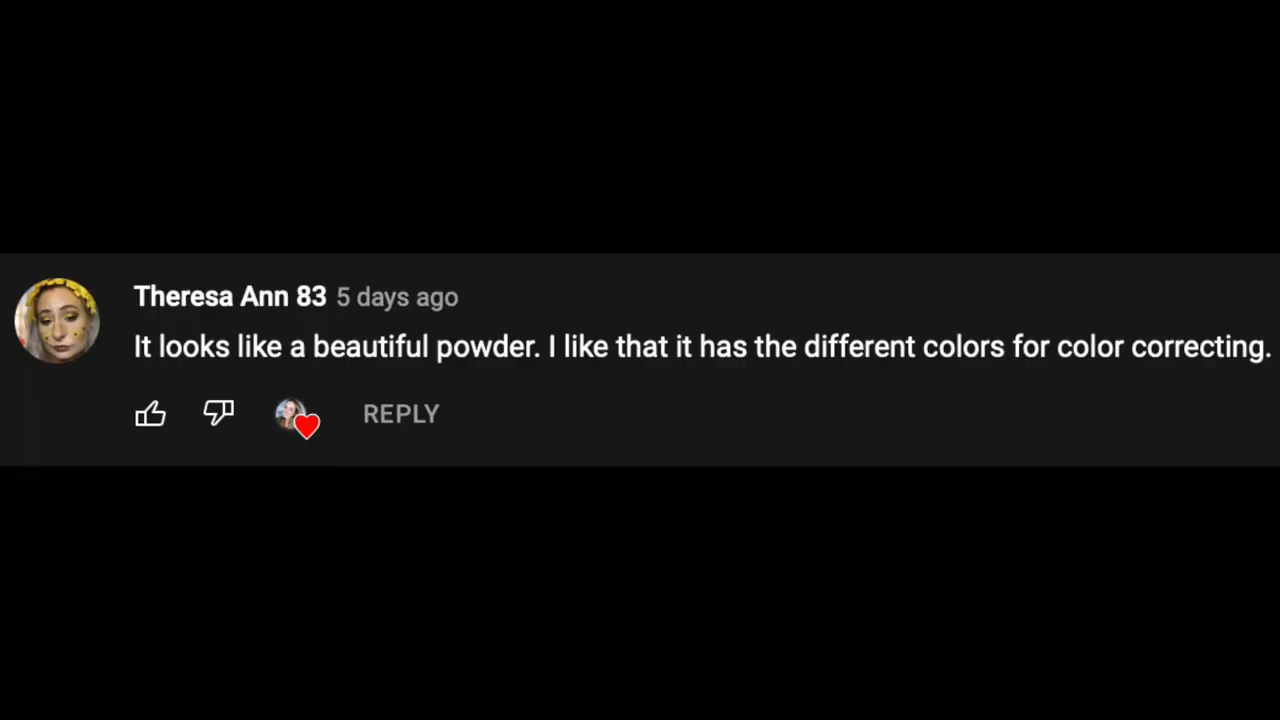 Theresa Ann 83 5 days ago
It looks like a beautiful powder. I like that it has the different colors for color correcting.
REPLY